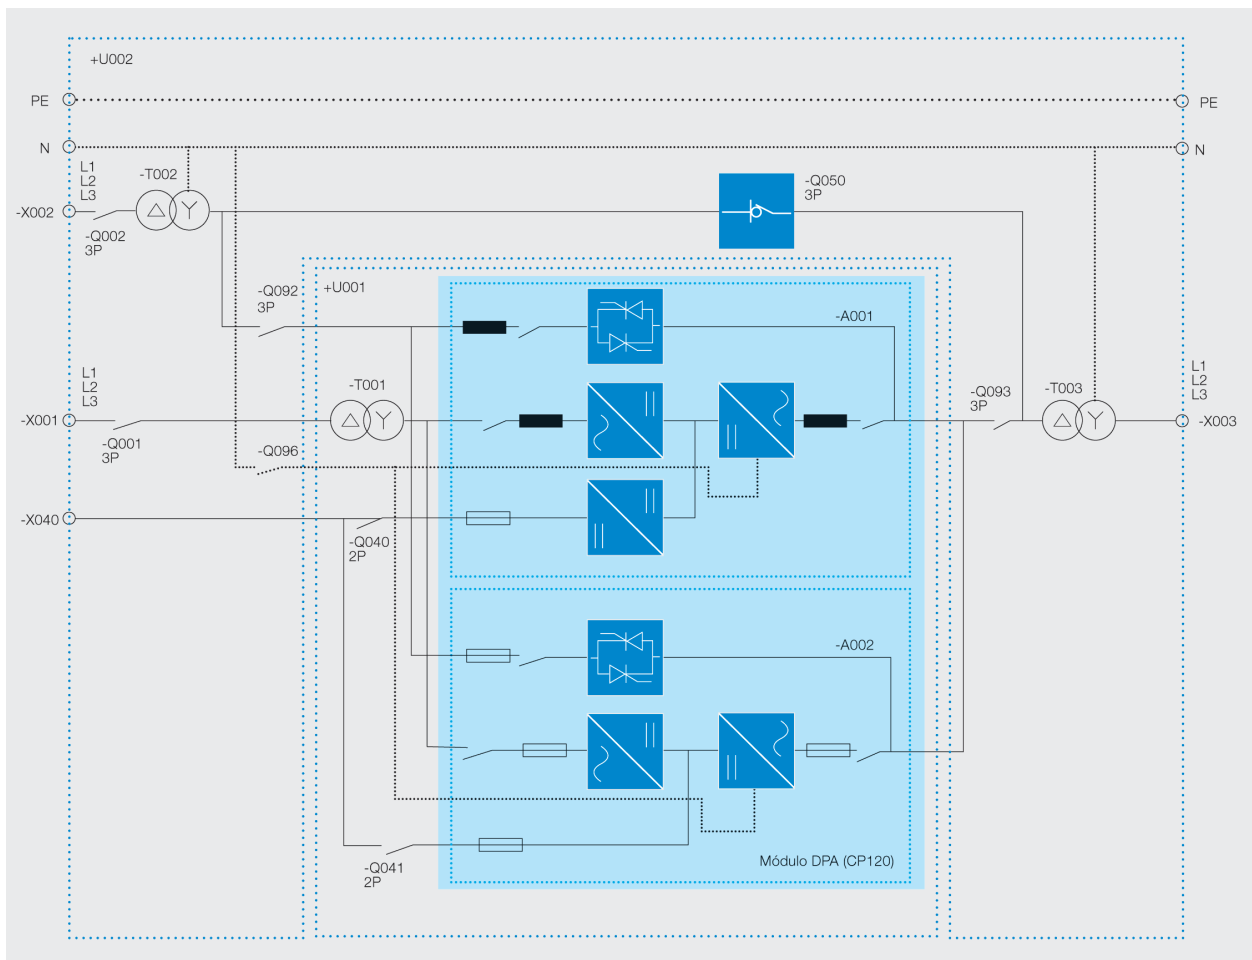 +U002
PE
PE
N
N
L1
L2
L3
-T002
-X002
-Q002
3P
-Q050
3P
-Q092
3P
+U001
-A001
L1
L2
L3
-T001
-X001
-Q001
3P
-Q093
3P
-T003
L1
L2
L3
-X003
-Q096
-X040
-Q040
2P
-A002
-Q041
2P
Módulo DPA (CP120)